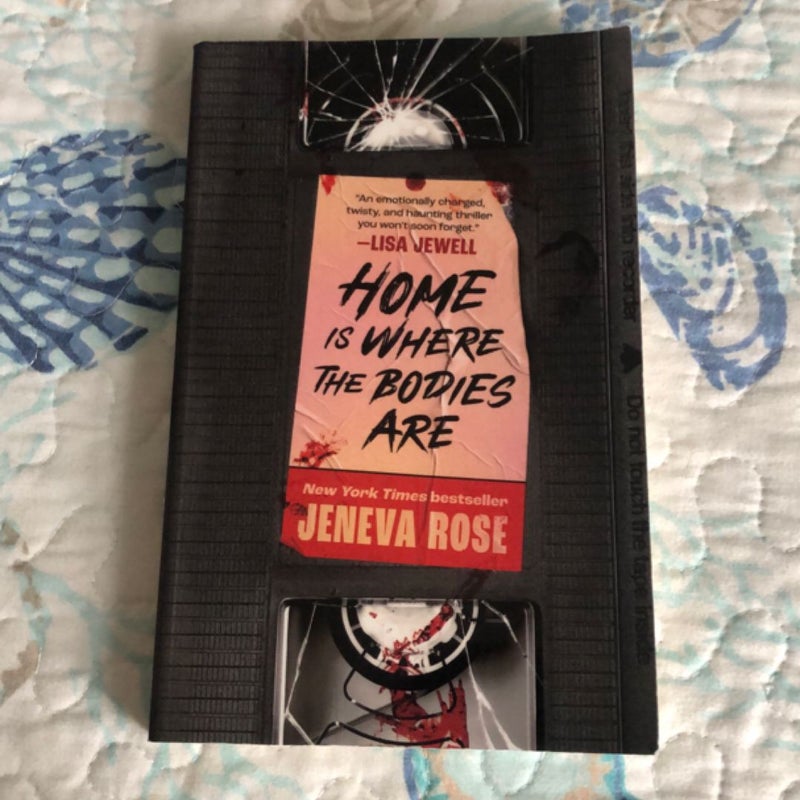 "An emotionally charged,
twisty, and haunting thriller
you won't soon forget."
—LISA JEWELL
HOME
IS WHERE
THE BODIES
ARE
New York Times bestseller
JENEVA ROSE
Do not touch the tape inside